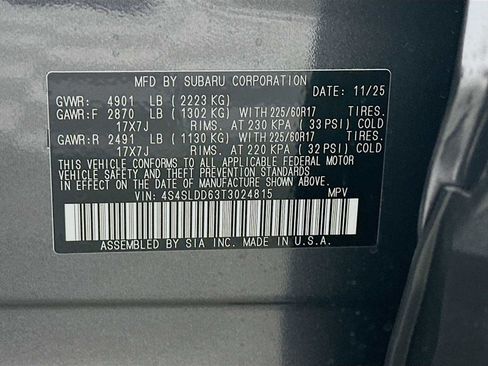 MFD BY SUBARU CORPORATION
DATE: 11/25
GVWR: 4901 LB ( 2223 KG)
GAWR:F 2870 LB ( 1302 KG) WITH 225/60R17 TIRES.
17X7J RIMS. AT 230 KPA ( 33 PSI) COLD
GAWR:R 2491 LB ( 1130 KG) WITH 225/60R17 TIRES.
17X7J RIMS. AT 220 KPA ( 32 PSI) COLD
THIS VEHICLE CONFORMS TO ALL APPLICABLE FEDERAL MOTOR
VEHICLE SAFETY AND THEFT PREVENTION STANDARDS
IN EFFECT ON THE DATE OF MANUFACTURE SHOWN ABOVE.
VIN: 4S4SLDD63T3024815 MPV
ASSEMBLED BY SIA INC. MADE IN U.S.A.